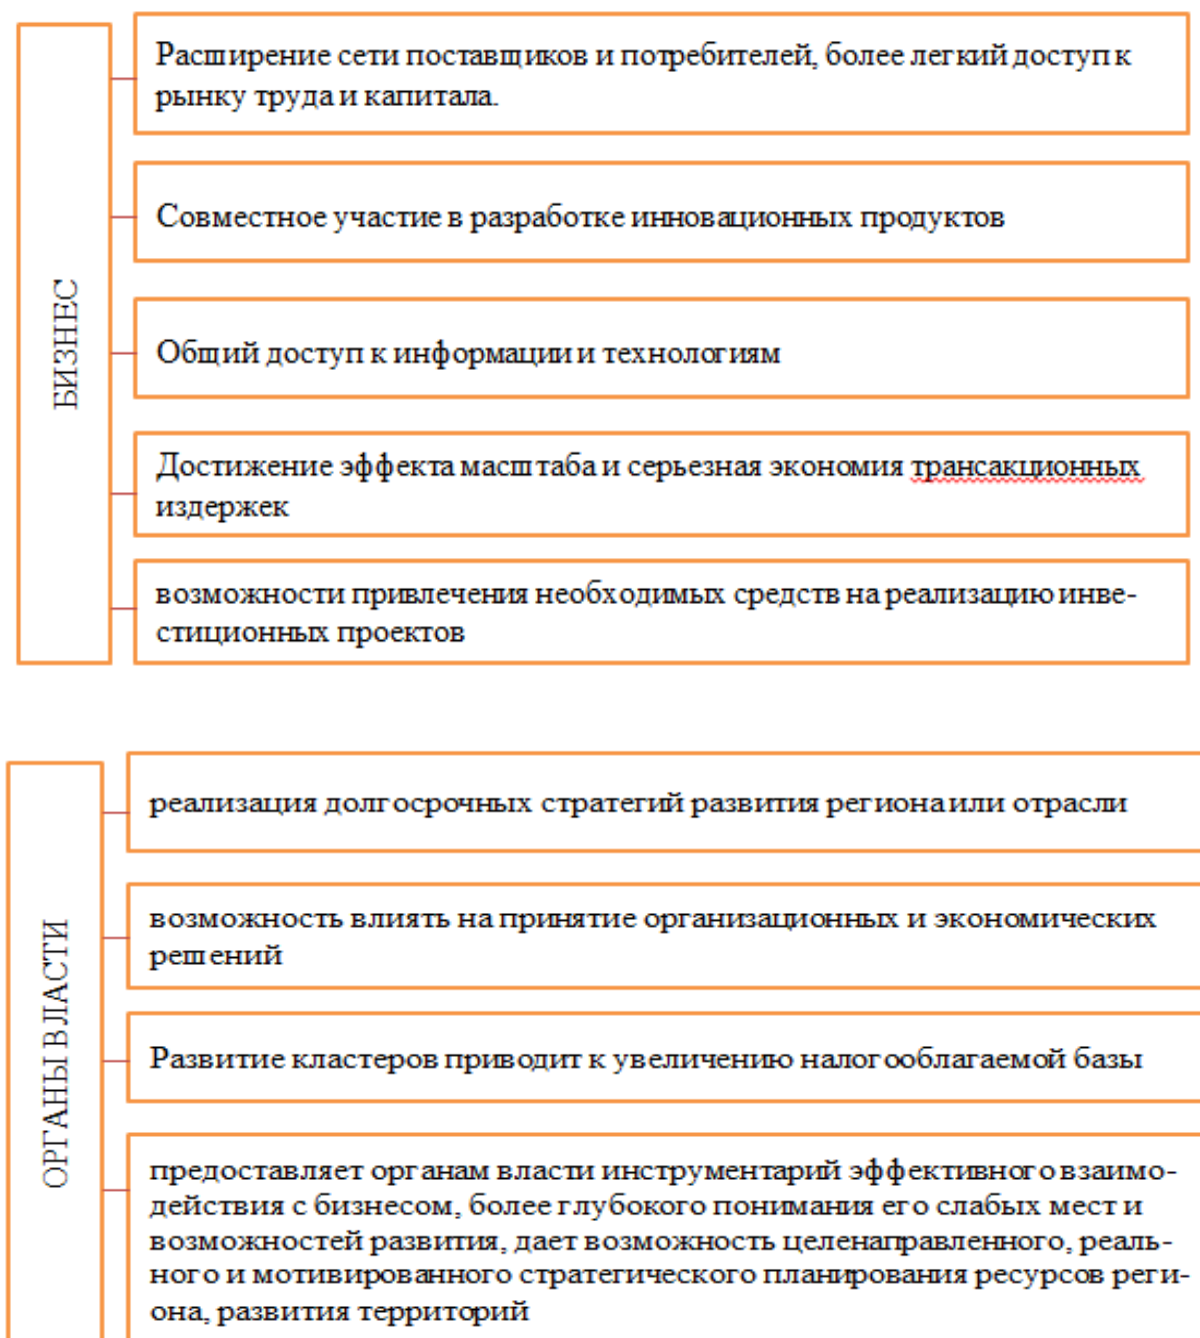 БИЗНЕС
Расширение сети поставщиков и потребителей, более легкий доступ к
рынку труда и капитала.
Совместное участие в разработке инновационных продуктов
Общий доступ к информации и технологиям
Достижение эффекта масштаба и серьезная экономия трансакционных
издержек
возможности привлечения необходимых средств на реализацию инве-
стиционных проектов
ОРГАНЫ ВЛАСТИ
реализация долгосрочных стратегий развития региона или отрасли
возможность влиять на принятие организационных и экономических
решений
Развитие кластеров приводит к увеличению налогооблагаемой базы
предоставляет органам власти инструментарий эффективного взаимо-
действия с бизнесом, более глубокого понимания его слабых мест и
возможностей развития, дает возможность целенаправленного, реаль-
ного и мотивированного стратегического планирования ресурсов реги-
она, развития территорий